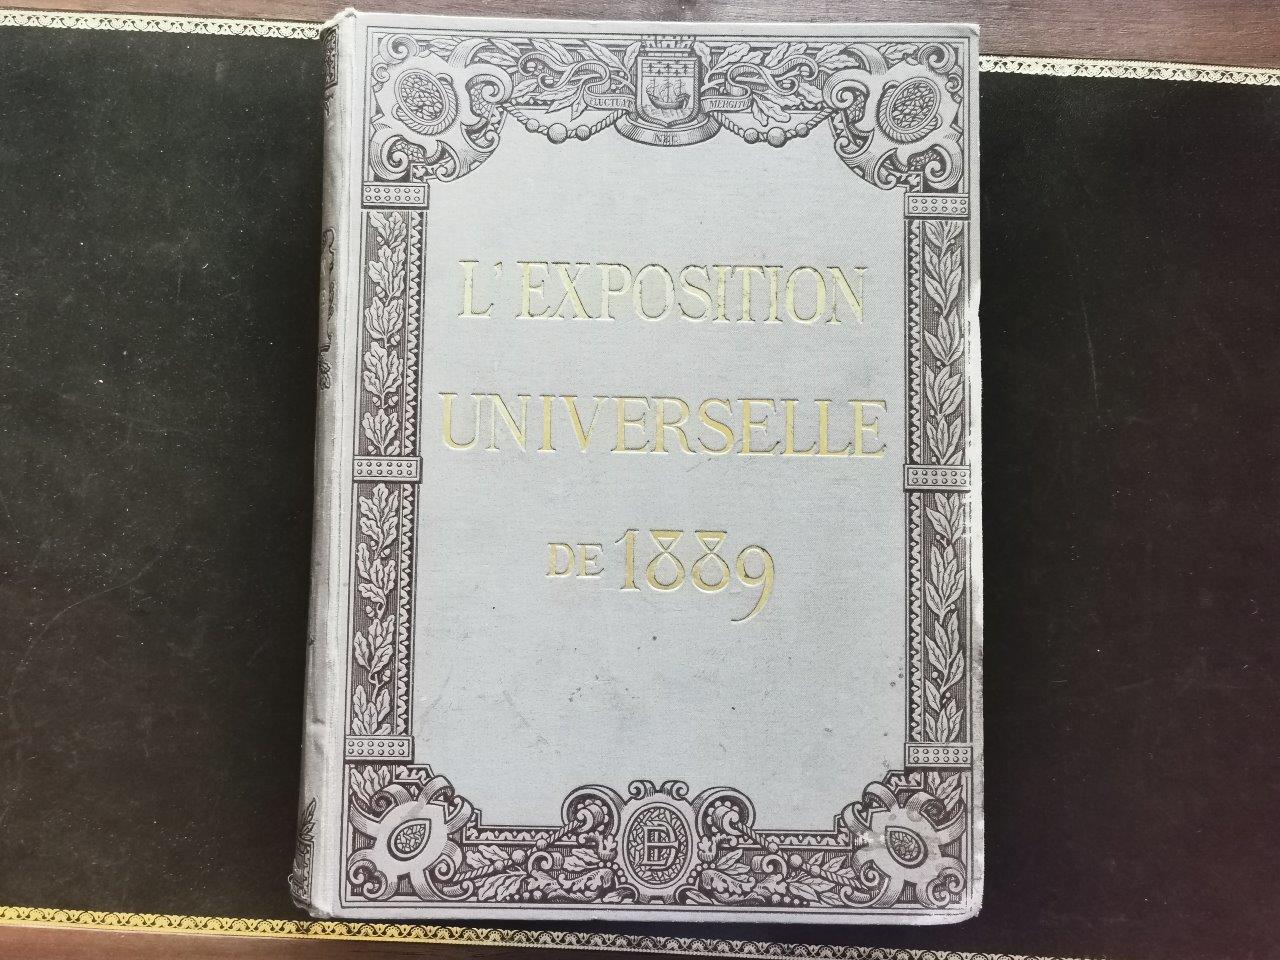 FLUCTUAT NEC MERGITUR
L'EXPOSITION
UNIVERSELLE
DE 1889